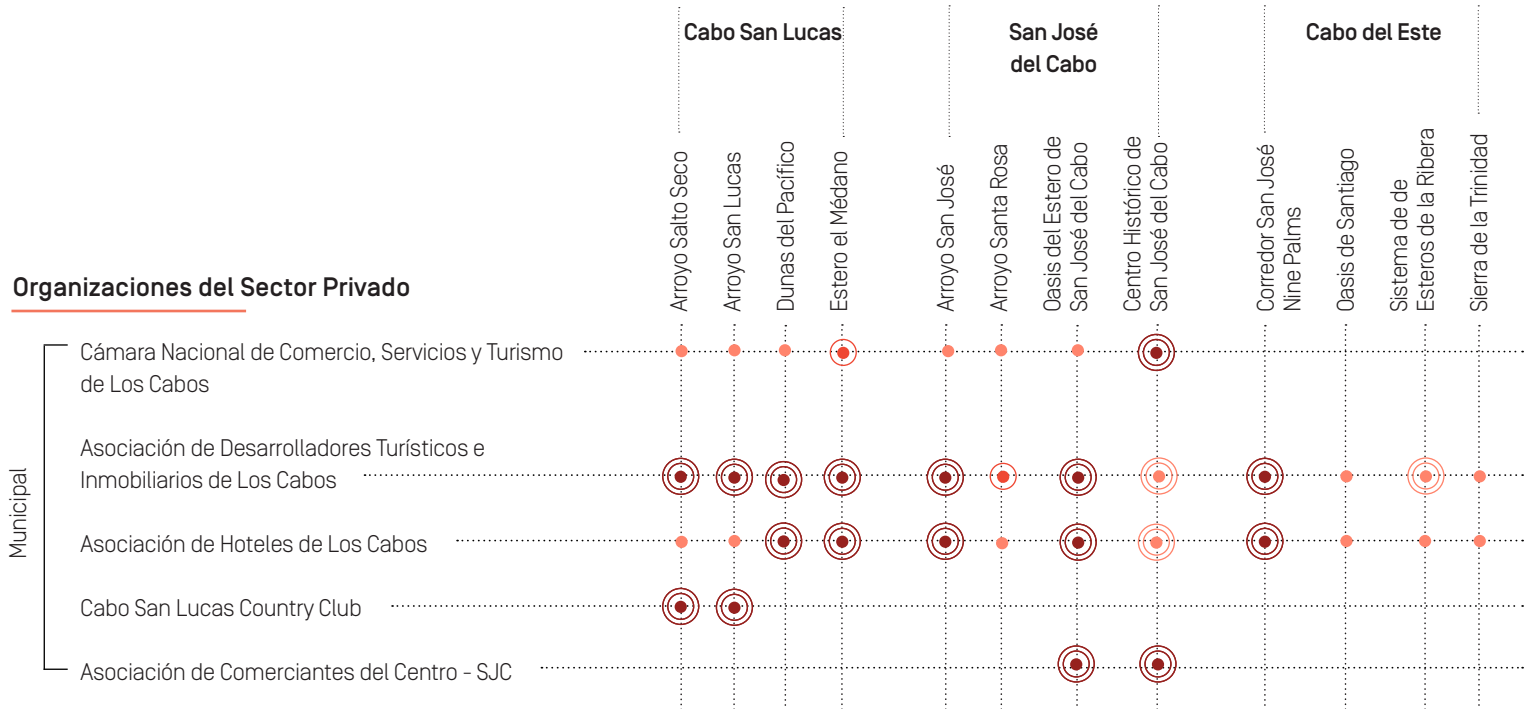 Cabo San Lucas
San José
del Cabo
Cabo del Este
Arroyo Salto Seco
Arroyo San Lucas
Dunas del Pacífico
Estero el Médano
Arroyo San José
Arroyo Santa Rosa
Oasis del Estero de
San José del Cabo
Centro Histórico de
San José del Cabo
Corredor San José
Nine Palms
Oasis de Santiago
Sistema de de
Esteros de la Ribera
Sierra de la Trinidad
Organizaciones del Sector Privado
Municipal
Cámara Nacional de Comercio, Servicios y Turismo
de Los Cabos
Asociación de Desarrolladores Turísticos e
Inmobiliarios de Los Cabos
Asociación de Hoteles de Los Cabos
Cabo San Lucas Country Club
Asociación de Comerciantes del Centro - SJC